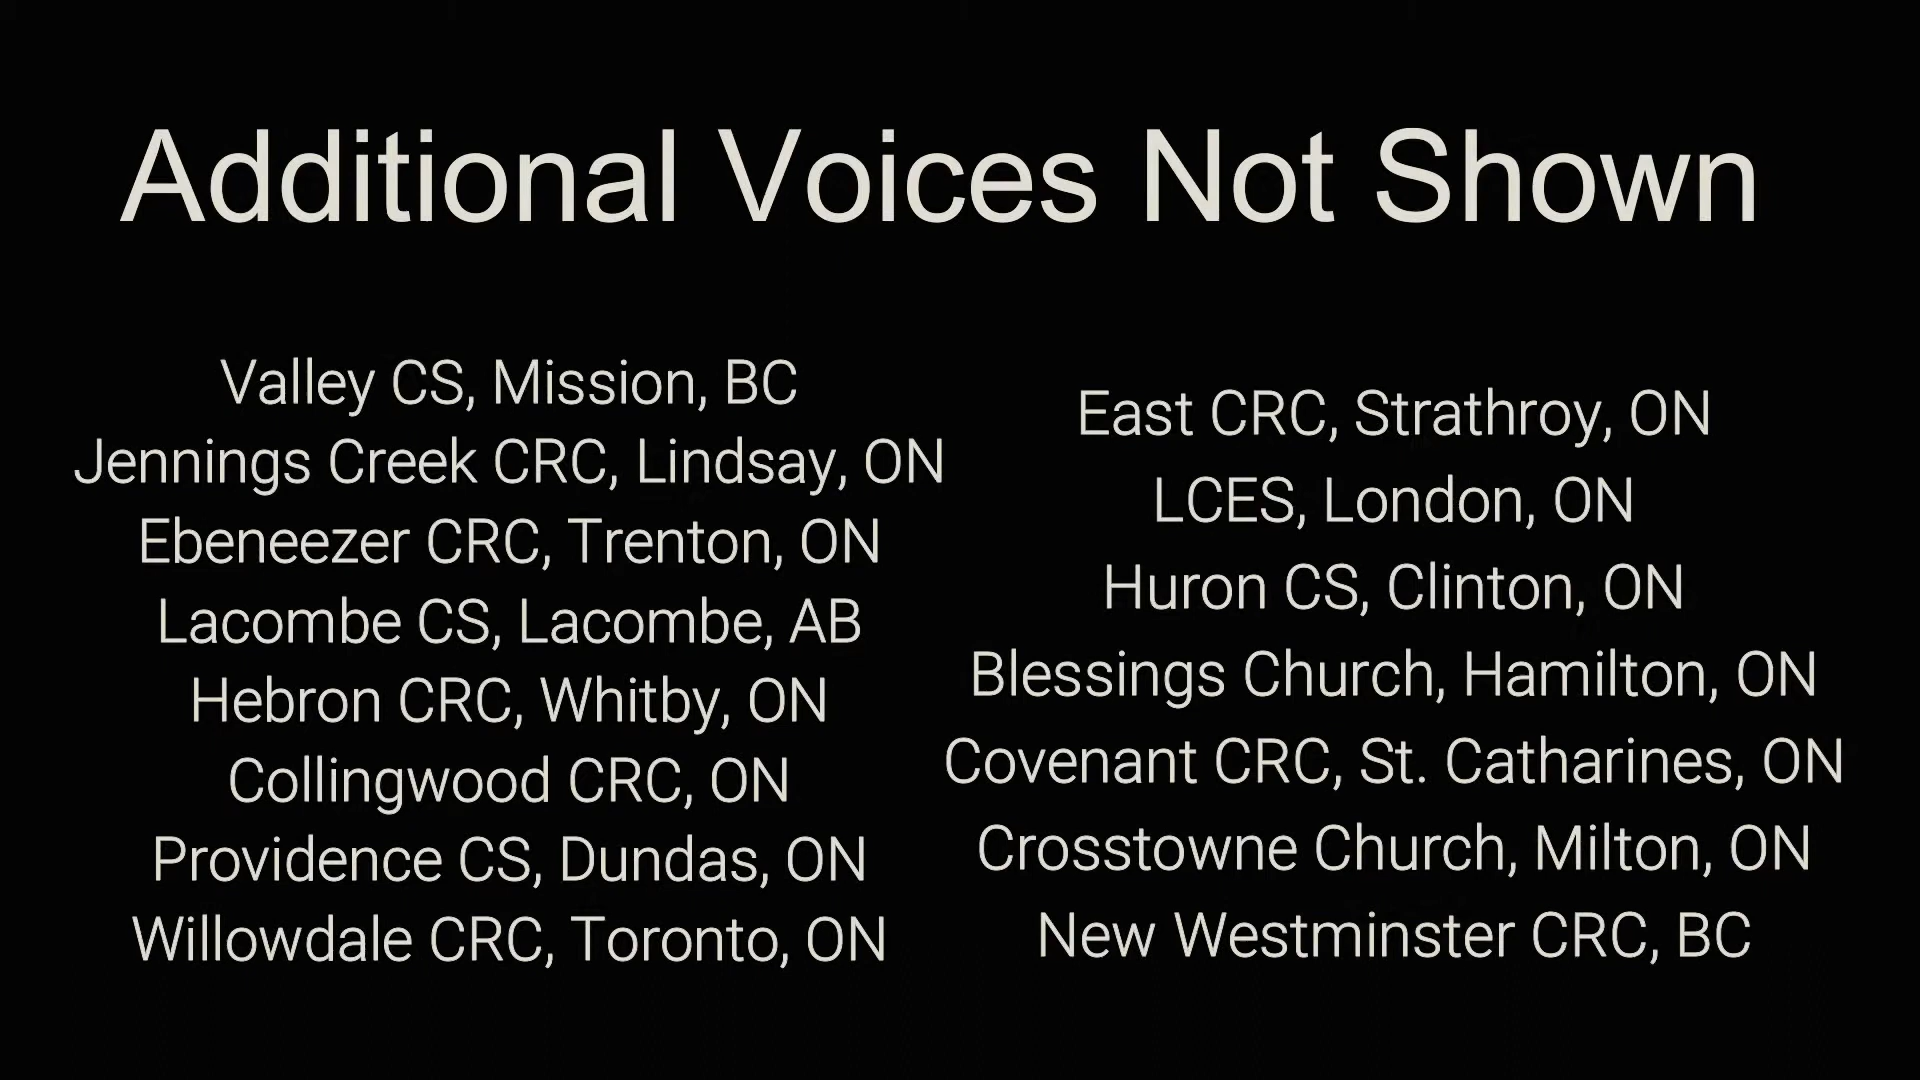 Additional Voices Not Shown
Valley CS, Mission, BC
Jennings Creek CRC, Lindsay, ON
Ebeneezer CRC, Trenton, ON
Lacombe CS, Lacombe, AB
Hebron CRC, Whitby, ON
Collingwood CRC, ON
Providence CS, Dundas, ON
Willowdale CRC, Toronto, ON
East CRC, Strathroy, ON
LCES, London, ON
Huron CS, Clinton, ON
Blessings Church, Hamilton, ON
Covenant CRC, St. Catharines, ON
Crosstowne Church, Milton, ON
New Westminster CRC, BC